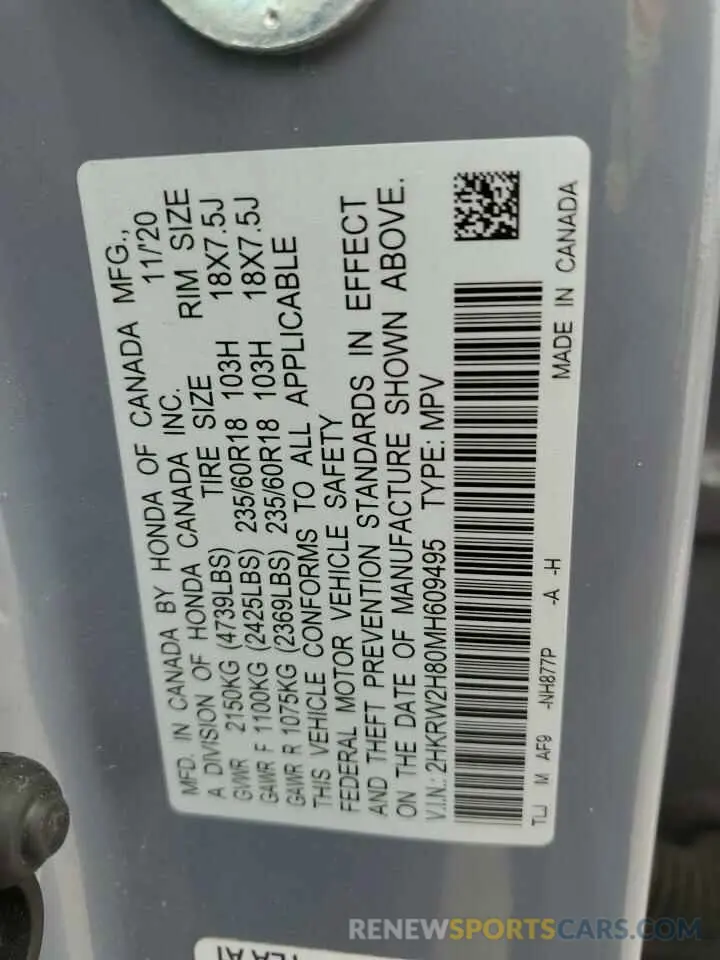 MFD. IN CANADA BY HONDA OF CANADA MFG.,
A DIVISION OF HONDA CANADA INC. 11/'20
TIRE SIZE RIM SIZE
GVWR 2150KG (4739LBS)
GAWR F 1100KG (2425LBS) 235/60R18 103H 18X7.5J
GAWR R 1075KG (2369LBS) 235/60R18 103H 18X7.5J
THIS VEHICLE CONFORMS TO ALL APPLICABLE
FEDERAL MOTOR VEHICLE SAFETY
AND THEFT PREVENTION STANDARDS IN EFFECT
ON THE DATE OF MANUFACTURE SHOWN ABOVE.
V.I.N.: 2HKRW2H80MH609495 TYPE: MPV
AF9 -NH877P -A -H
MADE IN CANADA
RENEWSPORTSCARS.COM